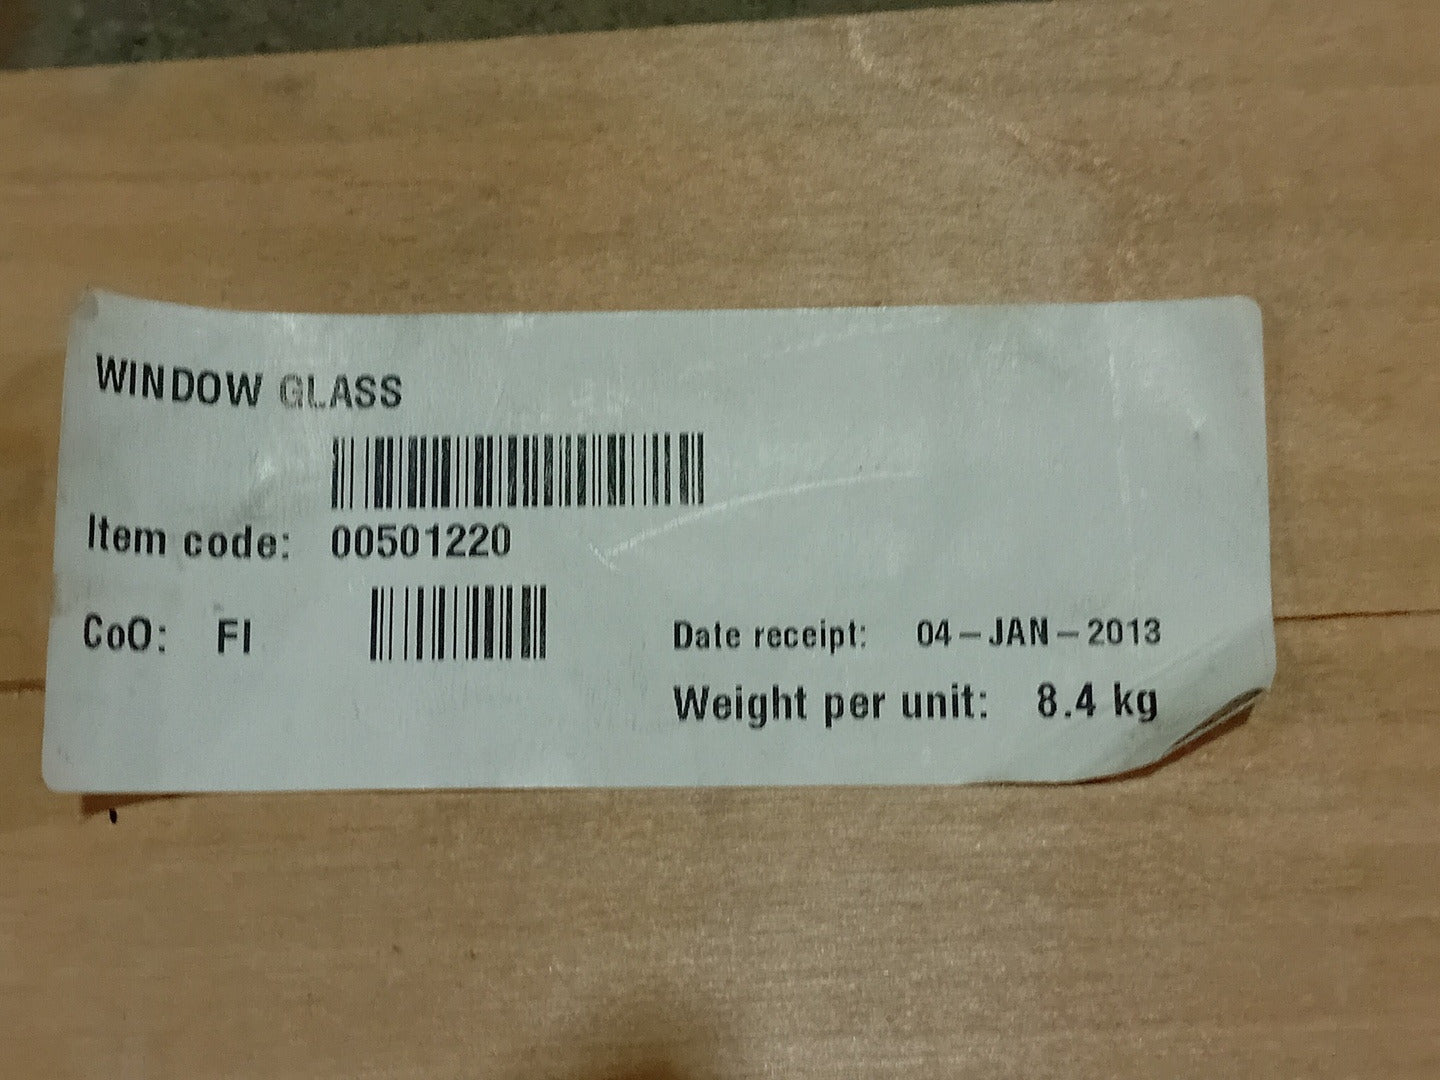 WINDOW GLASS
Item code: 00501220
CoO: FI
Date receipt: 04-JAN-2013
Weight per unit: 8.4 kg